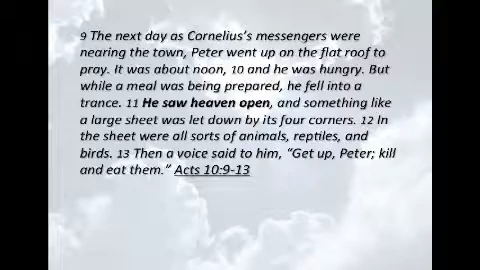 9 The next day as Cornelius’s messengers were
nearing the town, Peter went up on the flat roof to
pray. It was about noon, 10 and he was hungry. But
while a meal was being prepared, he fell into a
trance. 11 He saw heaven open, and something like
a large sheet was let down by its four corners. 12 In
the sheet were all sorts of animals, reptiles, and
birds. 13 Then a voice said to him, “Get up, Peter; kill
and eat them.” Acts 10:9-13